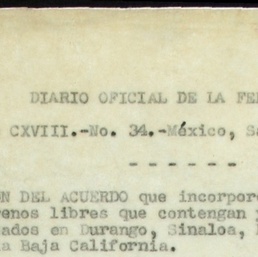 DIARIO OFICIAL DE LA FE
CXVIII.-No. 34.-México, S
- - - - - -
N DEL ACUERDO que incorpor
renos libres que contengan y
ados en Durango, Sinaloa,
a Baja California.